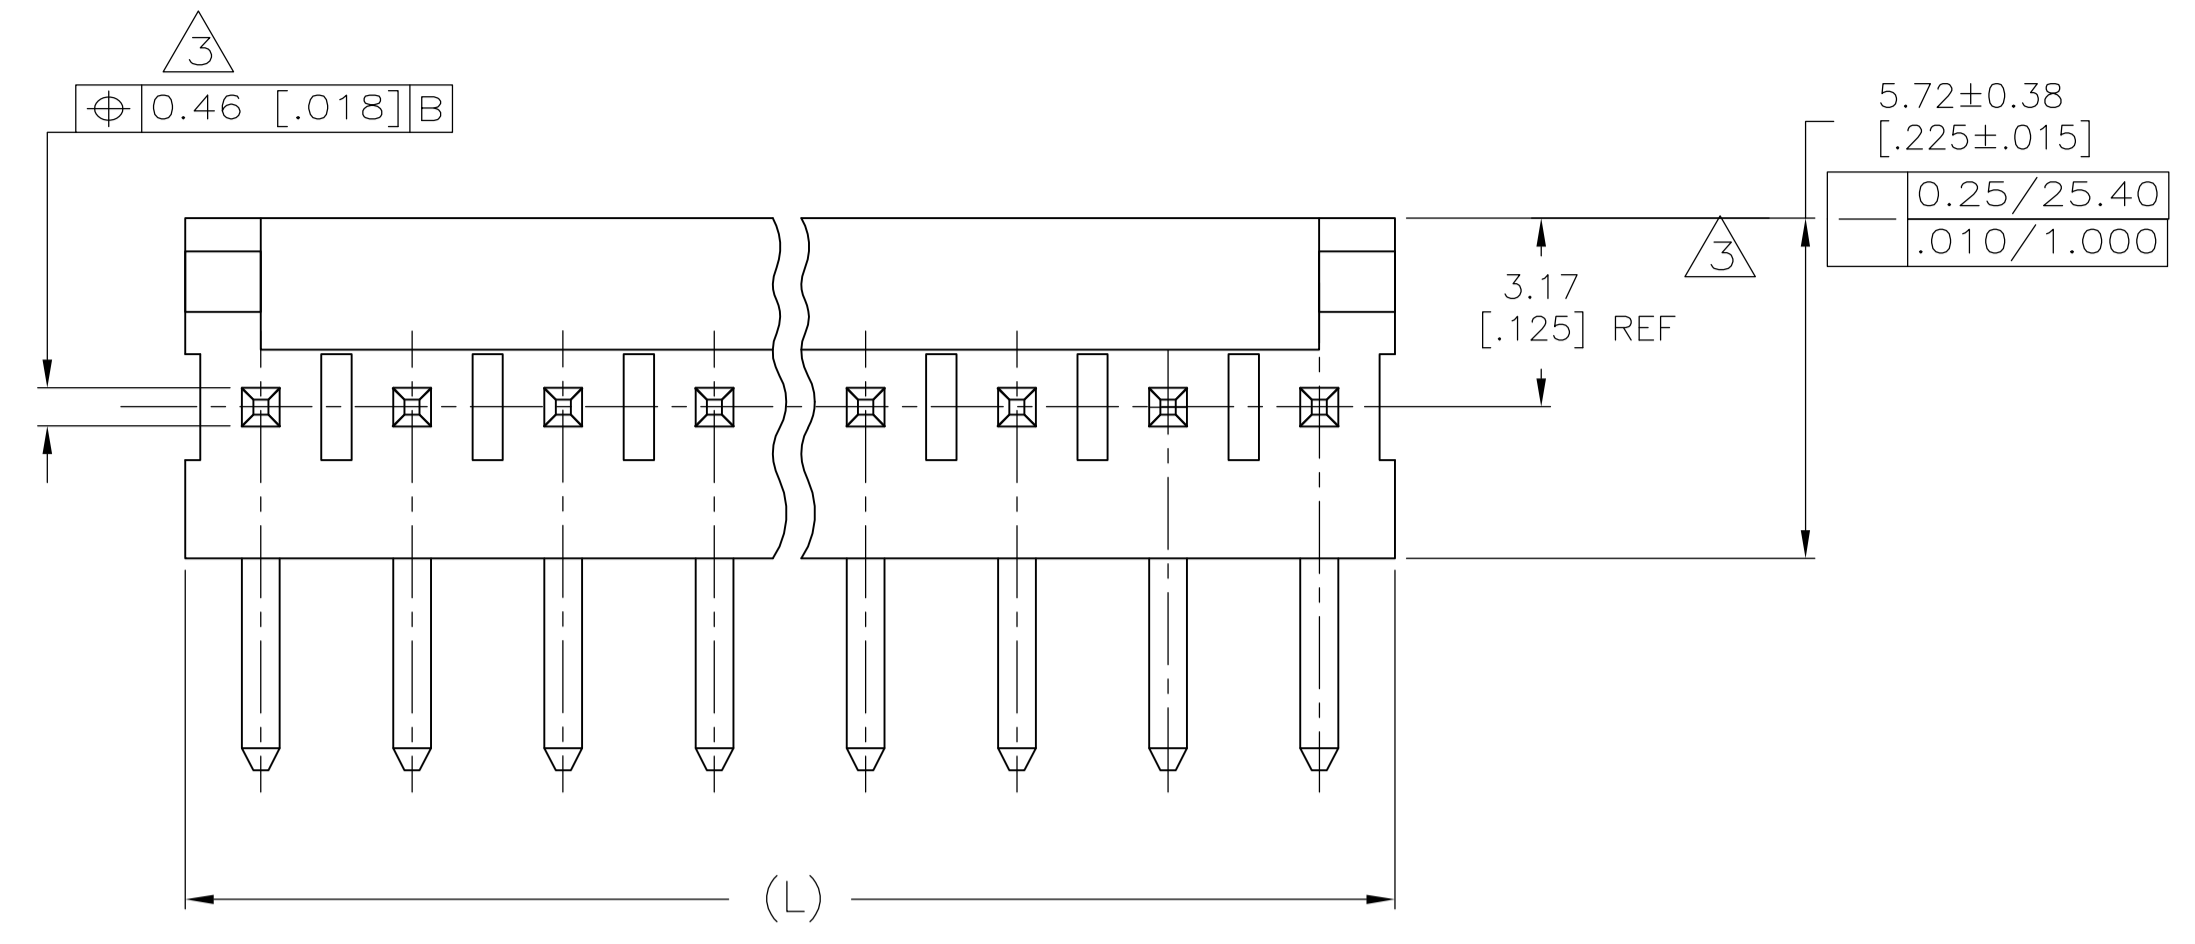 3
⌖ 0.46 [.018] B
5.72±0.38
[.225±.015]
0.25/25.40
.010/1.000
3
3.17
[.125] REF
(L)